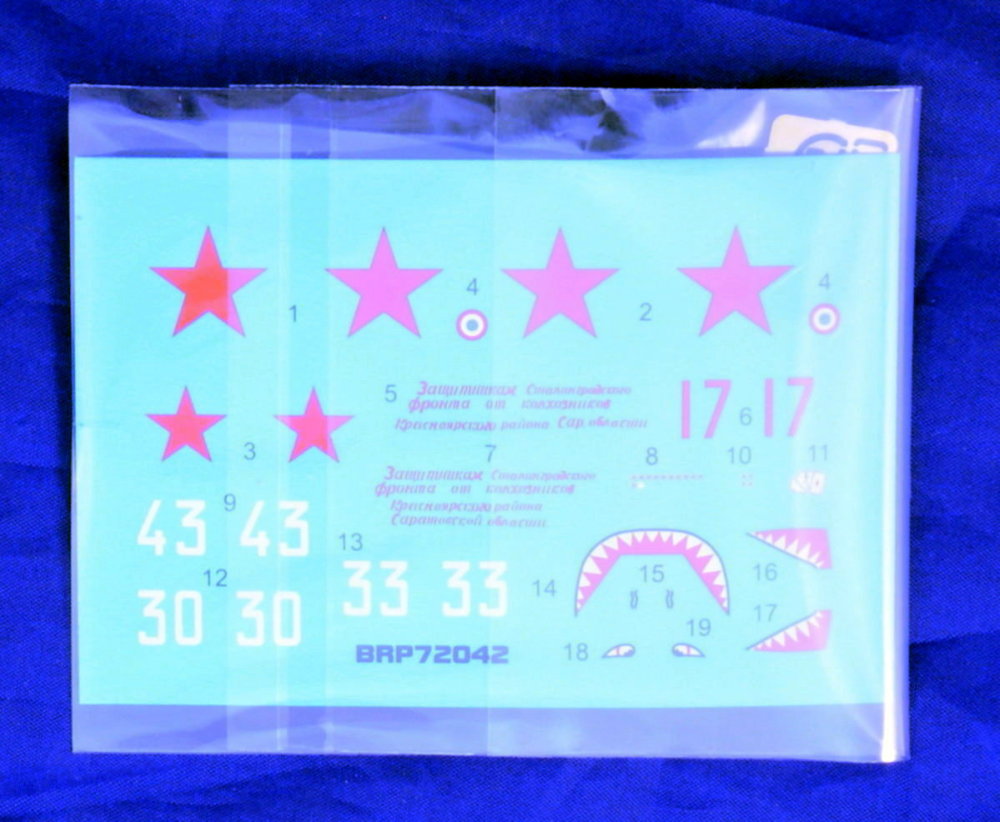 4
4
1
2
5
Защитникам Сталинградского
фронта от колхозников
Красноярского района Сар области
17 6 17
3
7
8
10
11
Защитникам Сталинградского
фронта от колхозников
Красноярского района
Саратовской области
43 9 43
13
12
33 33
14
15
16
30 30
17
19
18
BRP72042